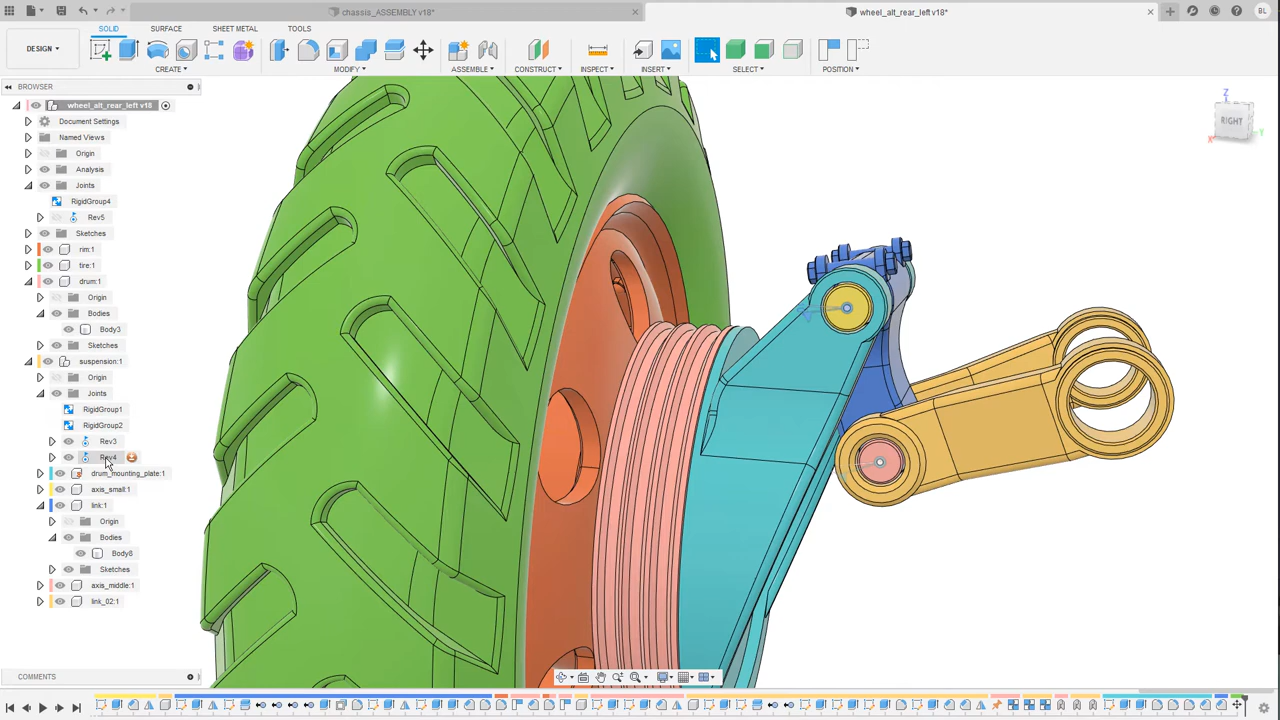 chassia_ASSEMBLY v18*
wheel_alt_rear_left v18*
BL
SOLID
SURFACE
SHEET METAL
TOOLS
DESIGN
CREATE
MODIFY
ASSEMBLE
CONSTRUCT
INSPECT
INSERT
SELECT
POSITION
BROWSER
wheel_alt_rear_left v18
Document Settings
Named Views
Origin
Analysis
Joints
RigidGroup4
Rev5
Sketches
rim:1
tire:1
drum:1
Origin
Bodies
Body3
Sketches
suspension:1
Origin
Joints
RigidGroup1
RigidGroup2
Rev3
Rev4
drum_mounting_plate:1
axis_small:1
link:1
Origin
Bodies
Body8
Sketches
axis_middle:1
link_02:1
COMMENTS
Z
RIGHT
X
Y